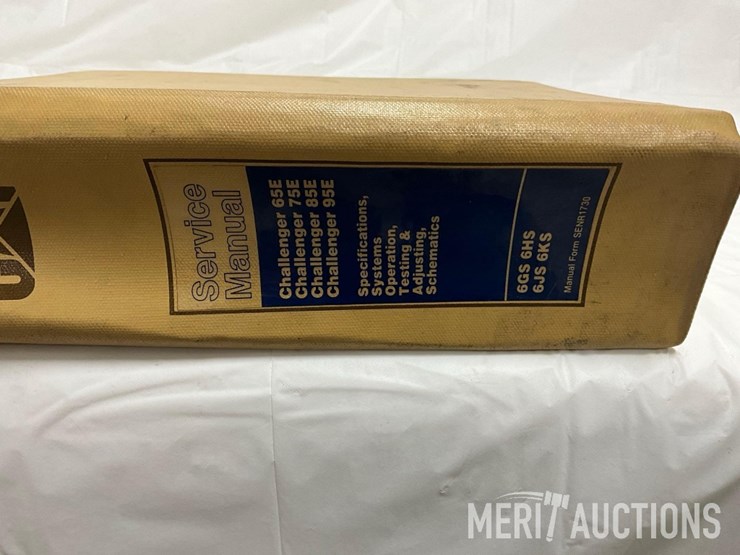 Service
Manual
Challenger 65E
Challenger 75E
Challenger 85E
Challenger 95E
Specifications,
Systems
Operation,
Testing &
Adjusting,
Schematics
6GS 6HS
6JS 6KS
Manual Form SENR1730
MERIT AUCTIONS